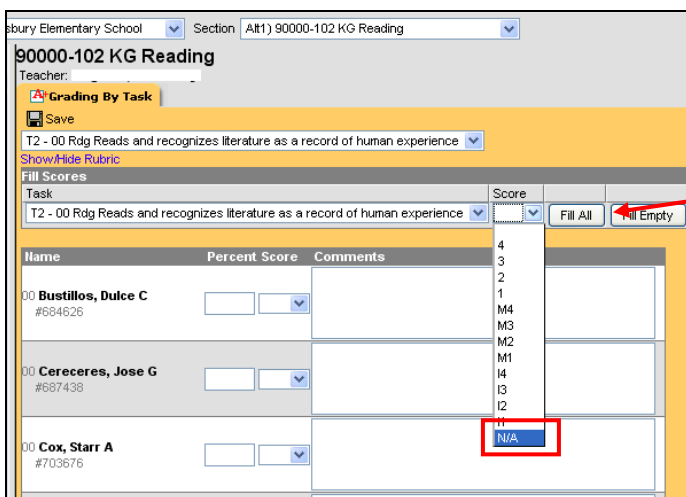 sbury Elementary School Section Alt1) 90000-102 KG Reading
90000-102 KG Reading
Teacher:
A+ Grading By Task
Save
T2 - 00 Rdg Reads and recognizes literature as a record of human experience
Show/Hide Rubric
Fill Scores
Task Score
T2 - 00 Rdg Reads and recognizes literature as a record of human experience Fill All Fill Empty
Name Percent Score Comments
4
3
2
1
M4
M3
M2
M1
I4
I3
I2
I1
N/A
00 Bustillos, Dulce C
#684626
00 Cereceres, Jose G
#687438
00 Cox, Starr A
#703676